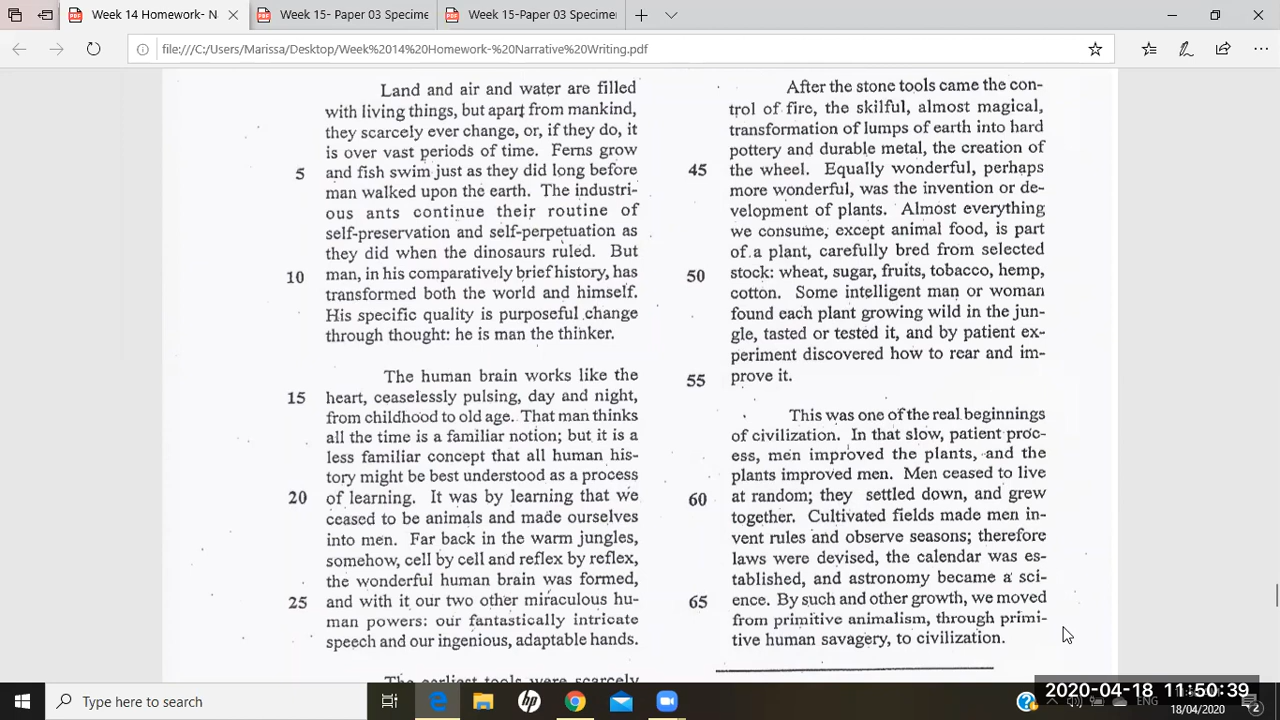 Week 14 Homework- N
Week 15- Paper 03 Specime
Week 15-Paper 03 Specimer
file:///C:/Users/Marissa/Desktop/Week%2014%20Homework-%20Narrative%20Writing.pdf
Land and air and water are filled
with living things, but apart from mankind,
they scarcely ever change, or, if they do, it
is over vast periods of time. Ferns grow
5 and fish swim just as they did long before
man walked upon the earth. The industri-
ous ants continue their routine of
self-preservation and self-perpetuation as
they did when the dinosaurs ruled. But
10 man, in his comparatively brief history, has
transformed both the world and himself.
His specific quality is purposeful change
through thought: he is man the thinker.
The human brain works like the
15 heart, ceaselessly pulsing, day and night,
from childhood to old age. That man thinks
all the time is a familiar notion; but it is a
less familiar concept that all human his-
tory might be best understood as a process
20 of learning. It was by learning that we
ceased to be animals and made ourselves
into men. Far back in the warm jungles,
somehow, cell by cell and reflex by reflex,
the wonderful human brain was formed,
25 and with it our two other miraculous hu-
man powers: our fantastically intricate
speech and our ingenious, adaptable hands.
The earliest tools were scarcely
After the stone tools came the con-
trol of fire, the skilful, almost magical,
transformation of lumps of earth into hard
pottery and durable metal, the creation of
45 the wheel. Equally wonderful, perhaps
more wonderful, was the invention or de-
velopment of plants. Almost everything
we consume, except animal food, is part
of a plant, carefully bred from selected
50 stock: wheat, sugar, fruits, tobacco, hemp,
cotton. Some intelligent man or woman
found each plant growing wild in the jun-
gle, tasted or tested it, and by patient ex-
periment discovered how to rear and im-
55 prove it.
This was one of the real beginnings
of civilization. In that slow, patient proc-
ess, men improved the plants, and the
plants improved men. Men ceased to live
60 at random; they settled down, and grew
together. Cultivated fields made men in-
vent rules and observe seasons; therefore
laws were devised, the calendar was es-
tablished, and astronomy became a sci-
65 ence. By such and other growth, we moved
from primitive animalism, through primi-
tive human savagery, to civilization.
Type here to search
2020-04-18 11:50:39
ENG
18/04/2020